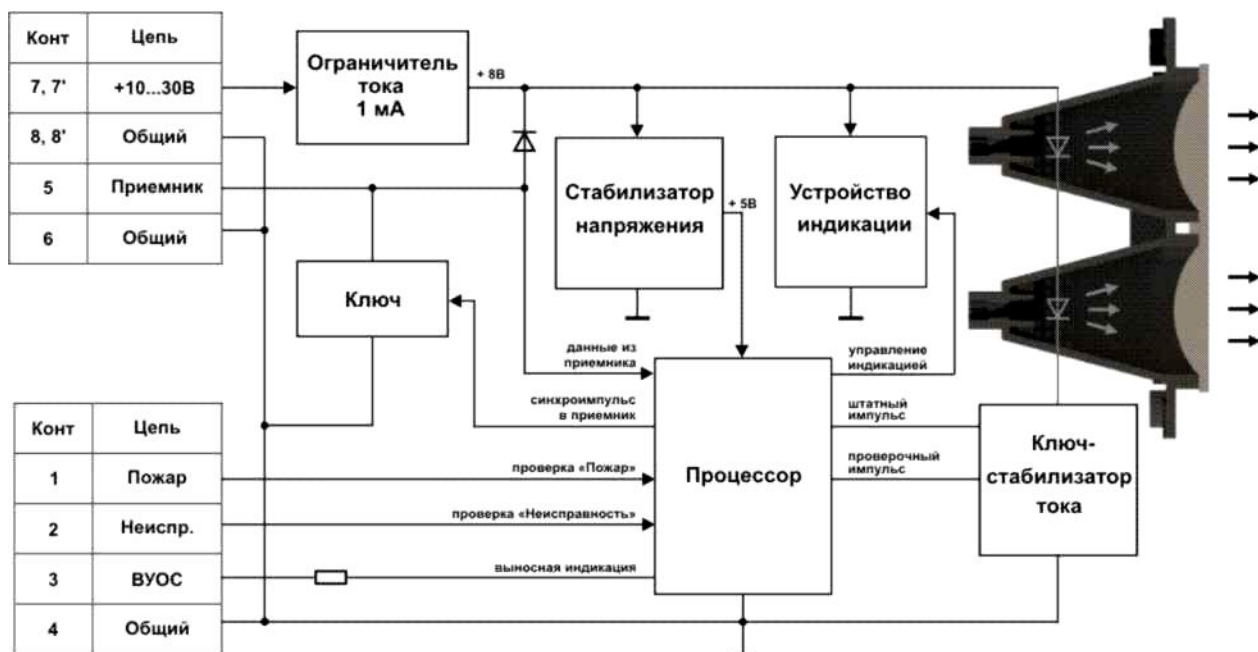 Конт Цепь
7, 7' +10...30В
8, 8' Общий
5 Приемник
6 Общий
Ограничитель
тока
1 мА
+ 8В
Стабилизатор
напряжения
+ 5В
Устройство
индикации
Ключ
данные из
приемника
синхроимпульс
в приемник
управление
индикацией
штатный
импульс
проверочный
импульс
Процессор
Ключ-
стабилизатор
тока
Конт Цепь
1 Пожар
2 Неиспр.
3 ВУОС
4 Общий
проверка «Пожар»
проверка «Неисправность»
выносная индикация